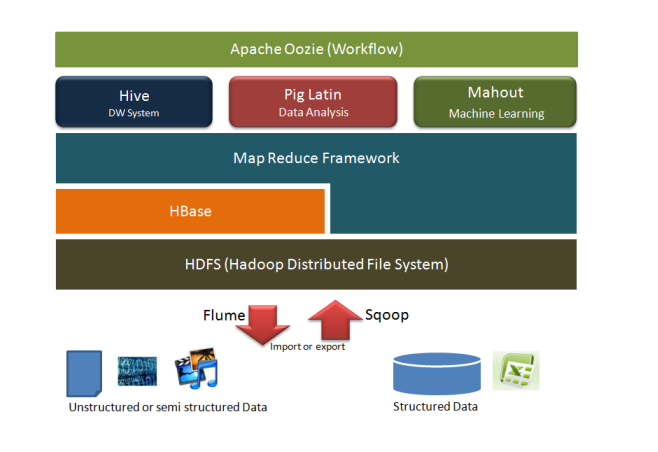 Apache Oozie (Workflow)
Hive
DW System
Pig Latin
Data Analysis
Mahout
Machine Learning
Map Reduce Framework
HBase
HDFS (Hadoop Distributed File System)
Flume
Sqoop
Import or export
Unstructured or semi structured Data
Structured Data